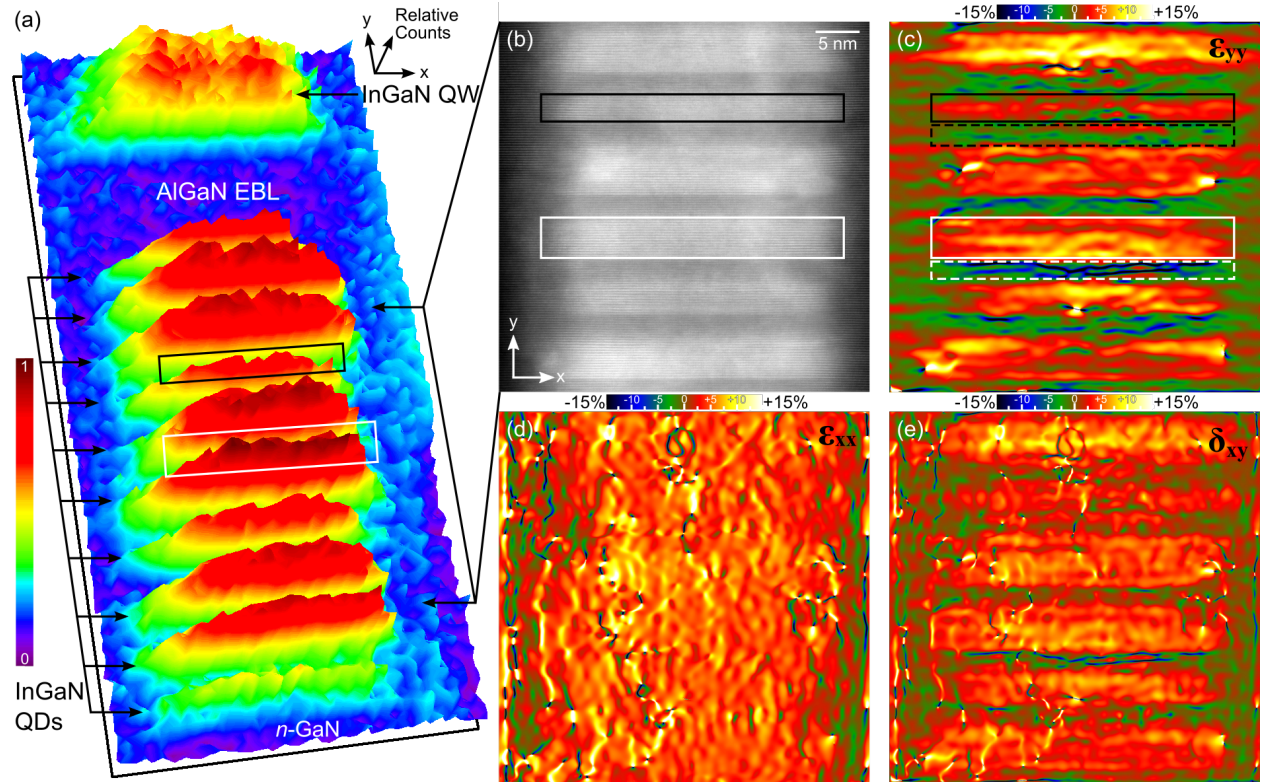 (a)
y
Relative
Counts
x
InGaN QW
AlGaN EBL
1
0
InGaN
QDs
n-GaN
(b)
5 nm
y
x
-15% -10 -5 0 +5 +10 +15%
(c)
εyy
-15% -10 -5 0 +5 +10 +15%
(d)
εxx
-15% -10 -5 0 +5 +10 +15%
(e)
δxy